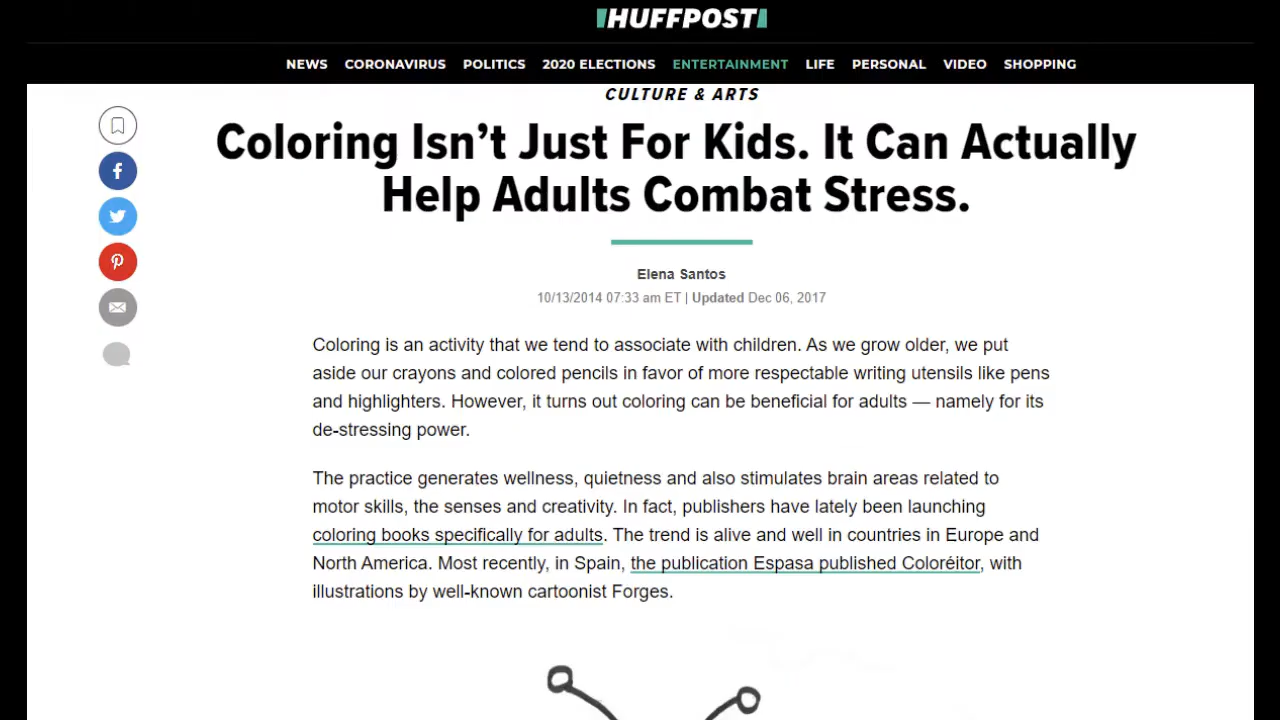 HUFFPOST
NEWS CORONAVIRUS POLITICS 2020 ELECTIONS ENTERTAINMENT LIFE PERSONAL VIDEO SHOPPING
CULTURE & ARTS
Coloring Isn’t Just For Kids. It Can Actually
Help Adults Combat Stress.
Elena Santos
10/13/2014 07:33 am ET | Updated Dec 06, 2017
Coloring is an activity that we tend to associate with children. As we grow older, we put
aside our crayons and colored pencils in favor of more respectable writing utensils like pens
and highlighters. However, it turns out coloring can be beneficial for adults — namely for its
de-stressing power.
The practice generates wellness, quietness and also stimulates brain areas related to
motor skills, the senses and creativity. In fact, publishers have lately been launching
coloring books specifically for adults. The trend is alive and well in countries in Europe and
North America. Most recently, in Spain, the publication Espasa published Coloréitor, with
illustrations by well-known cartoonist Forges.